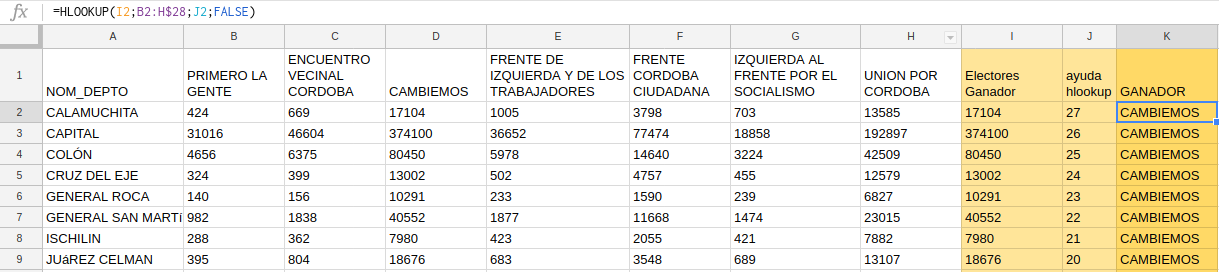 fx =HLOOKUP(I2;B2:H$28;J2;FALSE)
A B C D E F G H I J K
1 NOM_DEPTO PRIMERO LA GENTE ENCUENTRO VECINAL CORDOBA CAMBIEMOS FRENTE DE IZQUIERDA Y DE LOS TRABAJADORES FRENTE CORDOBA CIUDADANA IZQUIERDA AL FRENTE POR EL SOCIALISMO UNION POR CORDOBA Electores Ganador ayuda hlookup GANADOR
2 CALAMUCHITA 424 669 17104 1005 3798 703 13585 17104 27 CAMBIEMOS
3 CAPITAL 31016 46604 374100 36652 77474 18858 192897 374100 26 CAMBIEMOS
4 COLÓN 4656 6375 80450 5978 14640 3224 42509 80450 25 CAMBIEMOS
5 CRUZ DEL EJE 324 399 13002 502 4757 455 12579 13002 24 CAMBIEMOS
6 GENERAL ROCA 140 156 10291 233 1590 239 6827 10291 23 CAMBIEMOS
7 GENERAL SAN MARTí 982 1838 40552 1877 11668 1474 23015 40552 22 CAMBIEMOS
8 ISCHILIN 288 362 7980 423 2055 421 7882 7980 21 CAMBIEMOS
9 JUáREZ CELMAN 395 804 18676 683 3548 689 13107 18676 20 CAMBIEMOS